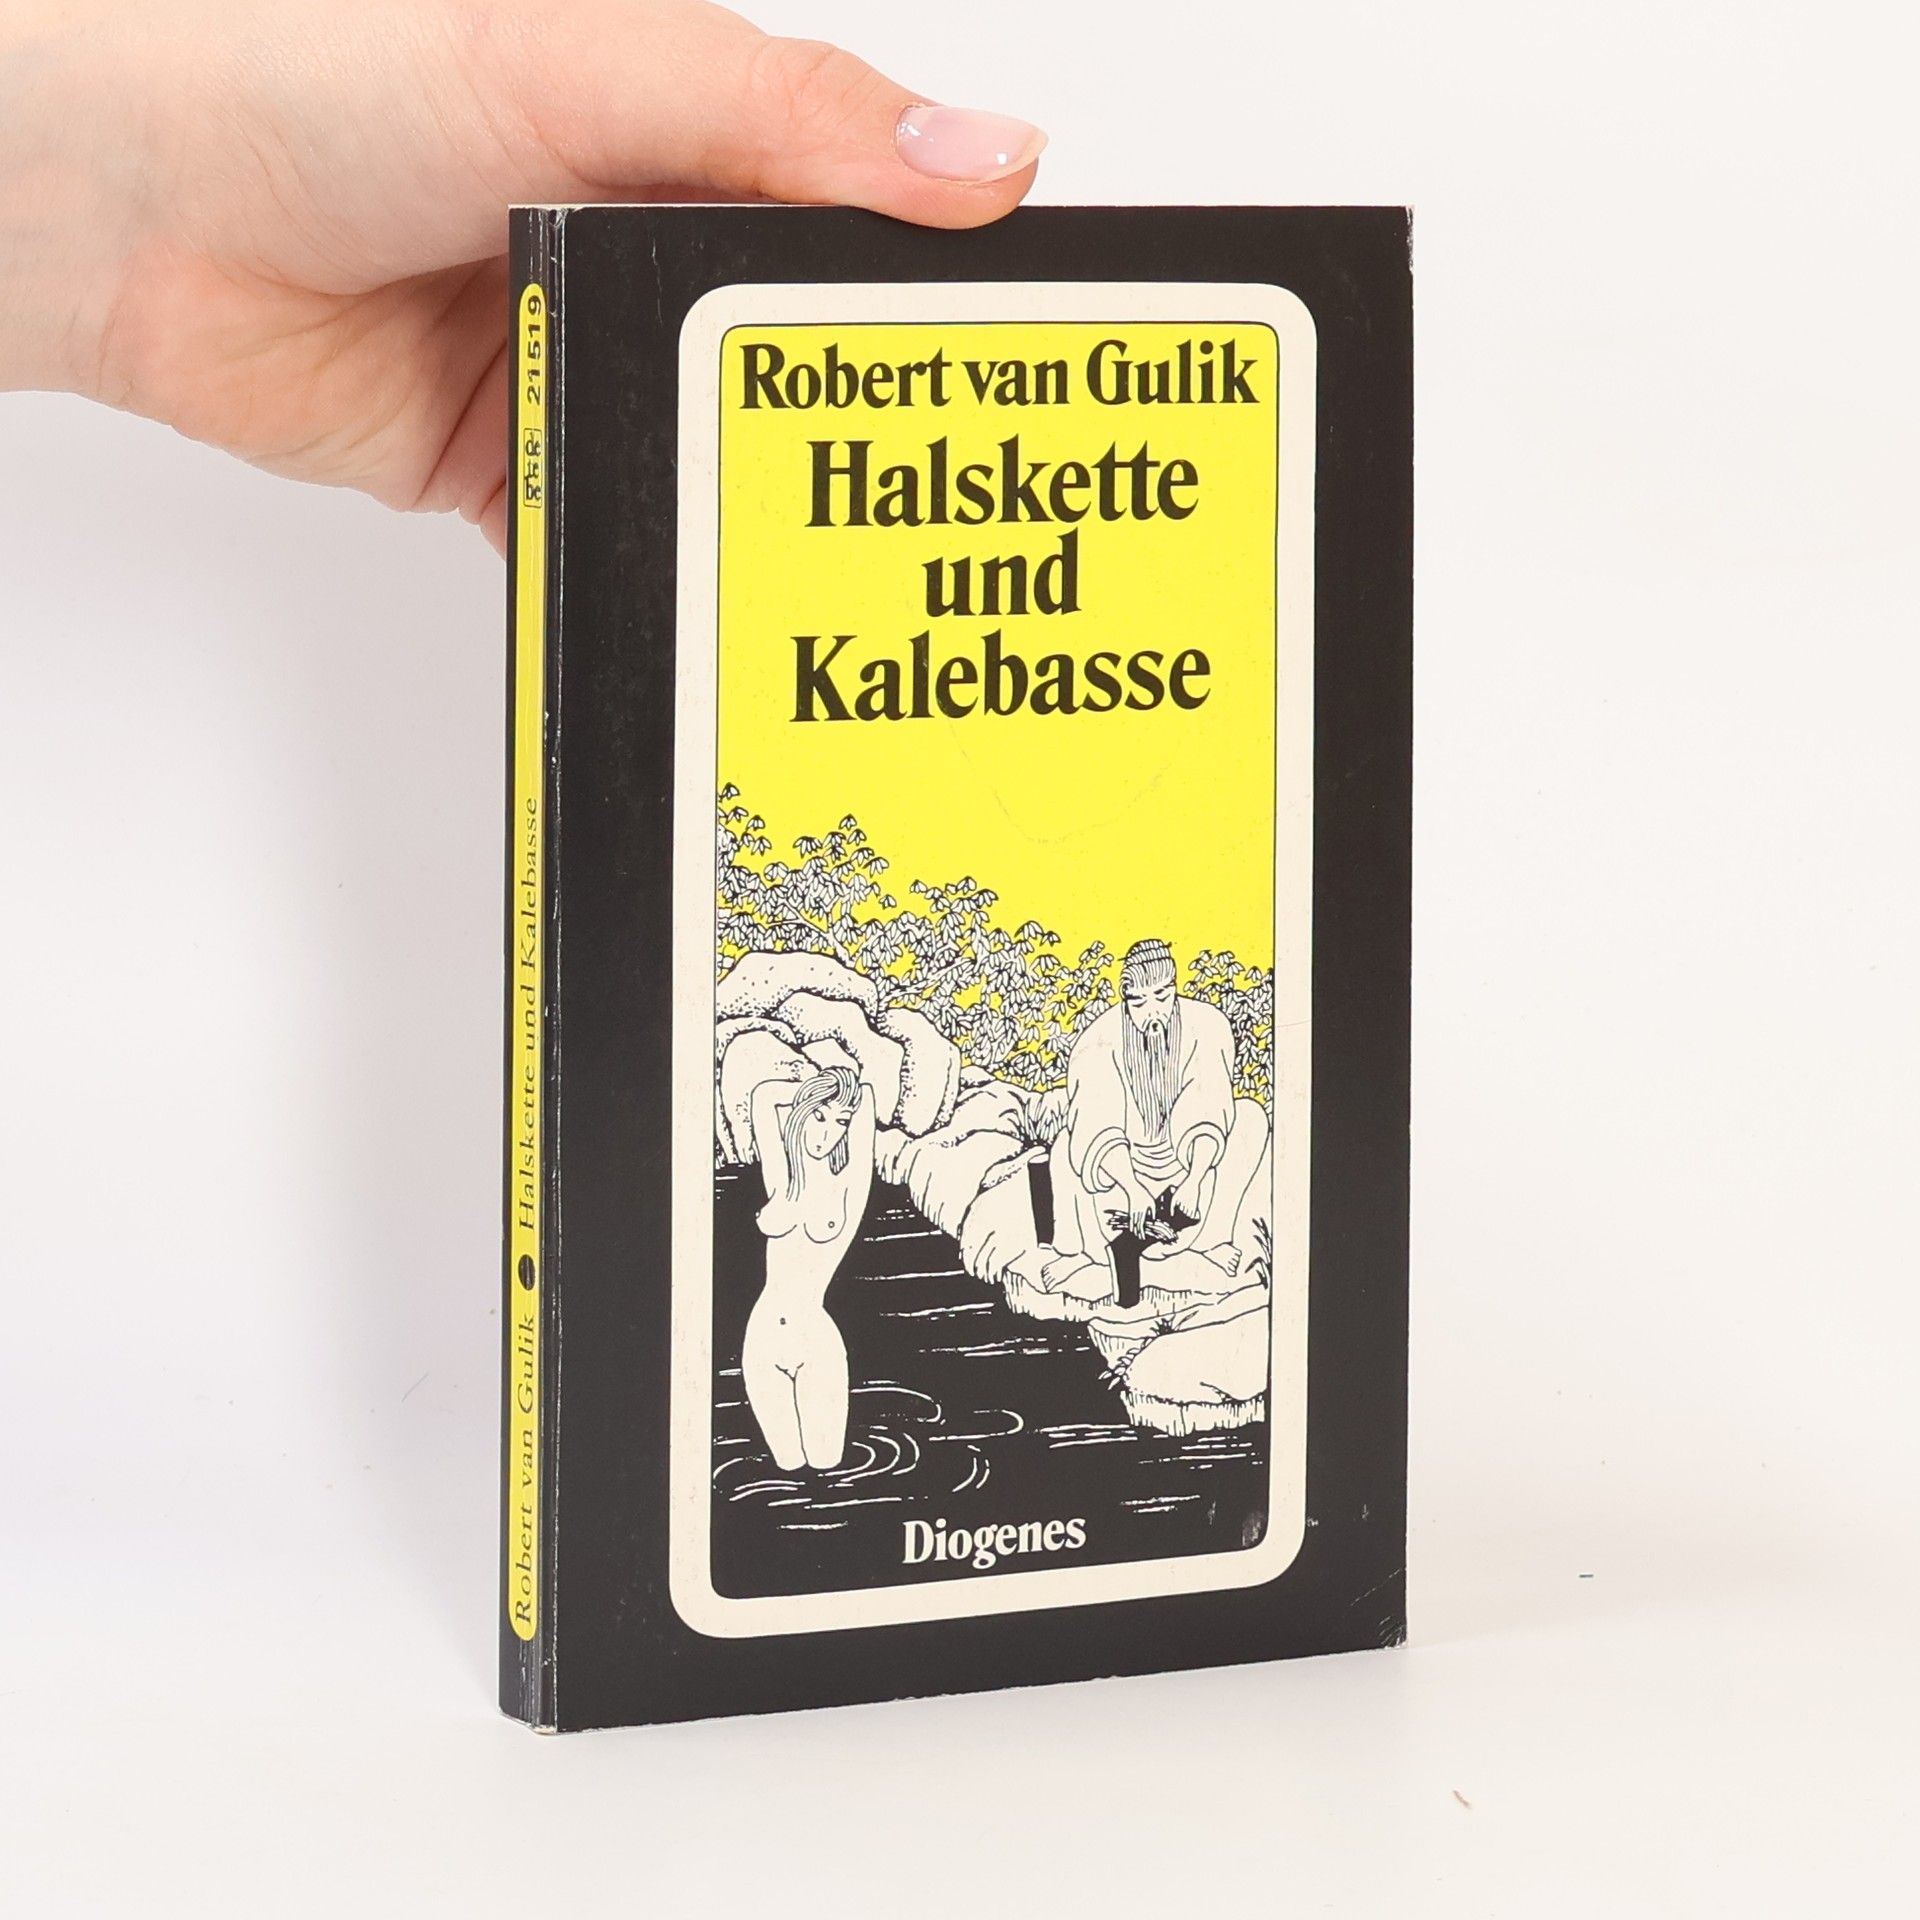 Robert van Gulik
Halskette
und
Kalebasse
Diogenes
Robert van Gulik ● Halskette und Kalebasse
21519